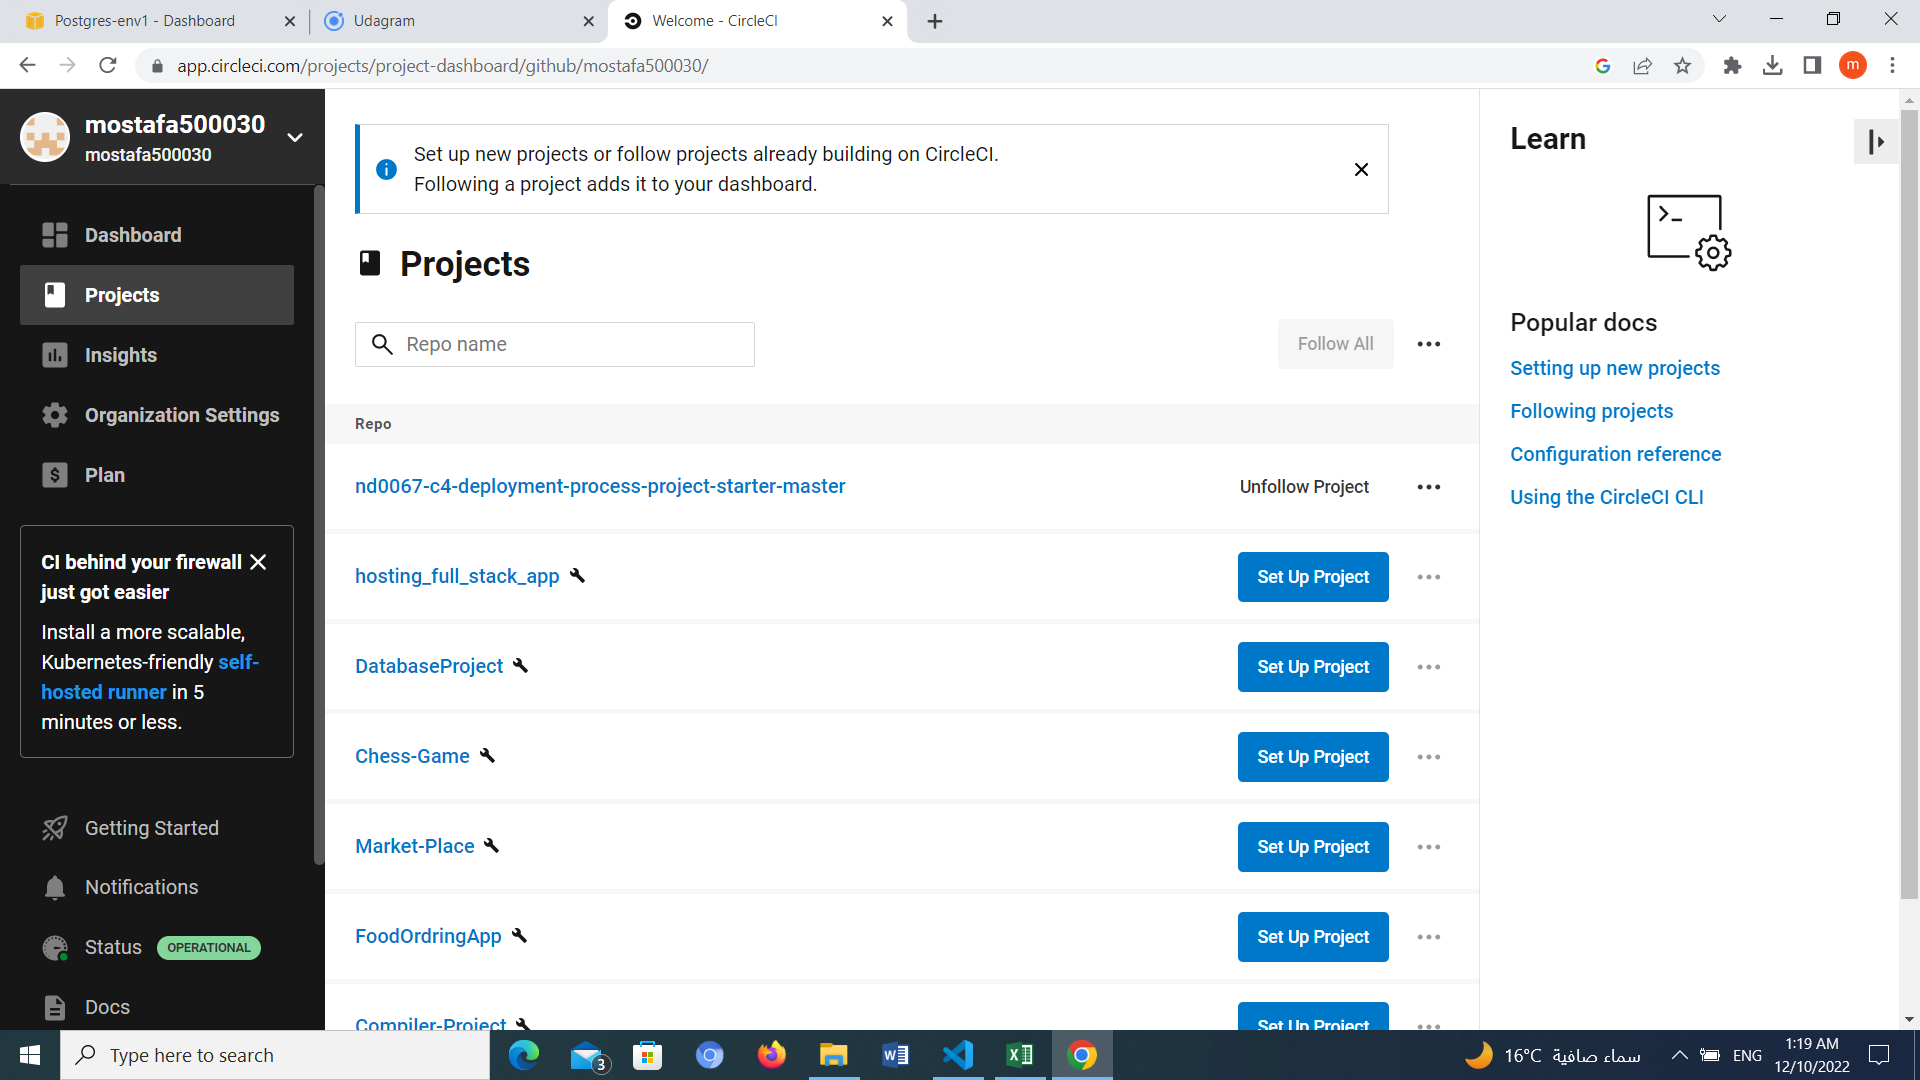 Postgres-env1 - Dashboard
Udagram
Welcome - CircleCI
app.circleci.com/projects/project-dashboard/github/mostafa500030/
m
mostafa500030
mostafa500030
Dashboard
Projects
Insights
Organization Settings
Plan
CI behind your firewall
just got easier
Install a more scalable,
Kubernetes-friendly self-
hosted runner in 5
minutes or less.
Getting Started
Notifications
Status OPERATIONAL
Docs
Set up new projects or follow projects already building on CircleCI.
Following a project adds it to your dashboard.
Projects
Repo name
Follow All
Repo
nd0067-c4-deployment-process-project-starter-master
Unfollow Project
hosting_full_stack_app
Set Up Project
DatabaseProject
Set Up Project
Chess-Game
Set Up Project
Market-Place
Set Up Project
FoodOrdringApp
Set Up Project
Compiler-Project
Set Up Project
Learn
Popular docs
Setting up new projects
Following projects
Configuration reference
Using the CircleCI CLI
Type here to search
3
16°C سماء صافية
ENG
1:19 AM
12/10/2022